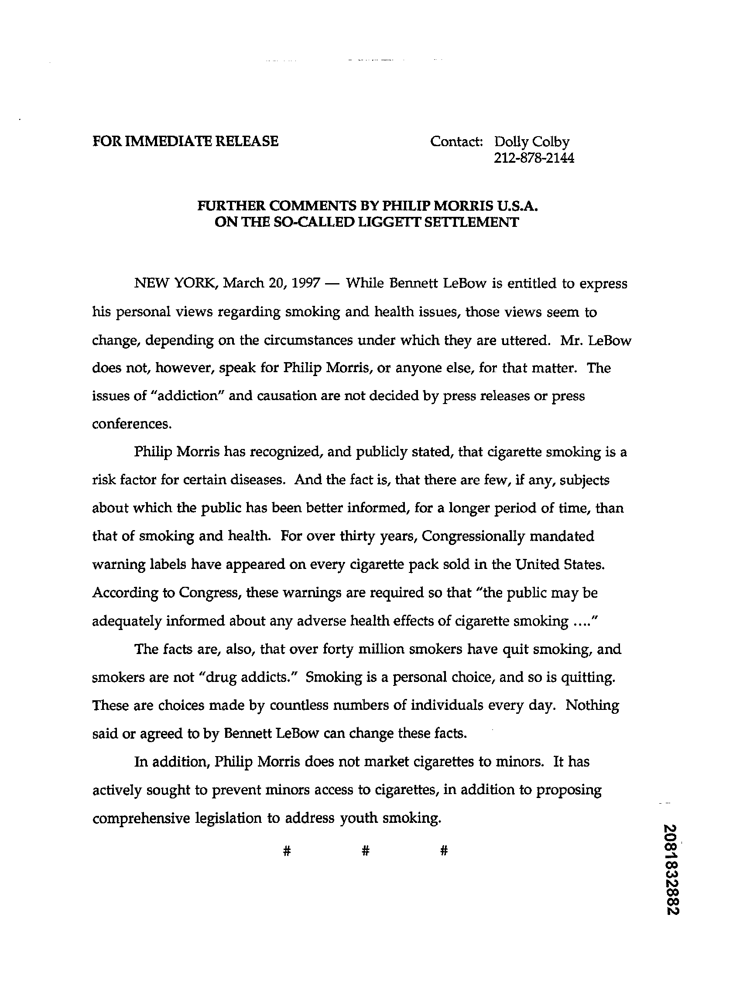 FOR IMMEDIATE RELEASE Contact: Dolly Colby
212-878-2144
FURTHER COMMENTS BY PHILIP MORRIS U.S.A.
ON THE SO-CALLED LIGGETT SETTLEMENT
NEW YORK, March 20, 1997 — While Bennett LeBow is entitled to express
his personal views regarding smoking and health issues, those views seem to
change, depending on the circumstances under which they are uttered. Mr. LeBow
does not, however, speak for Philip Morris, or anyone else, for that matter. The
issues of "addiction" and causation are not decided by press releases or press
conferences.
Philip Morris has recognized, and publicly stated, that cigarette smoking is a
risk factor for certain diseases. And the fact is, that there are few, if any, subjects
about which the public has been better informed, for a longer period of time, than
that of smoking and health. For over thirty years, Congressionally mandated
warning labels have appeared on every cigarette pack sold in the United States.
According to Congress, these warnings are required so that "the public may be
adequately informed about any adverse health effects of cigarette smoking ...."
The facts are, also, that over forty million smokers have quit smoking, and
smokers are not "drug addicts." Smoking is a personal choice, and so is quitting.
These are choices made by countless numbers of individuals every day. Nothing
said or agreed to by Bennett LeBow can change these facts.
In addition, Philip Morris does not market cigarettes to minors. It has
actively sought to prevent minors access to cigarettes, in addition to proposing
comprehensive legislation to address youth smoking.
# # #
2081832882